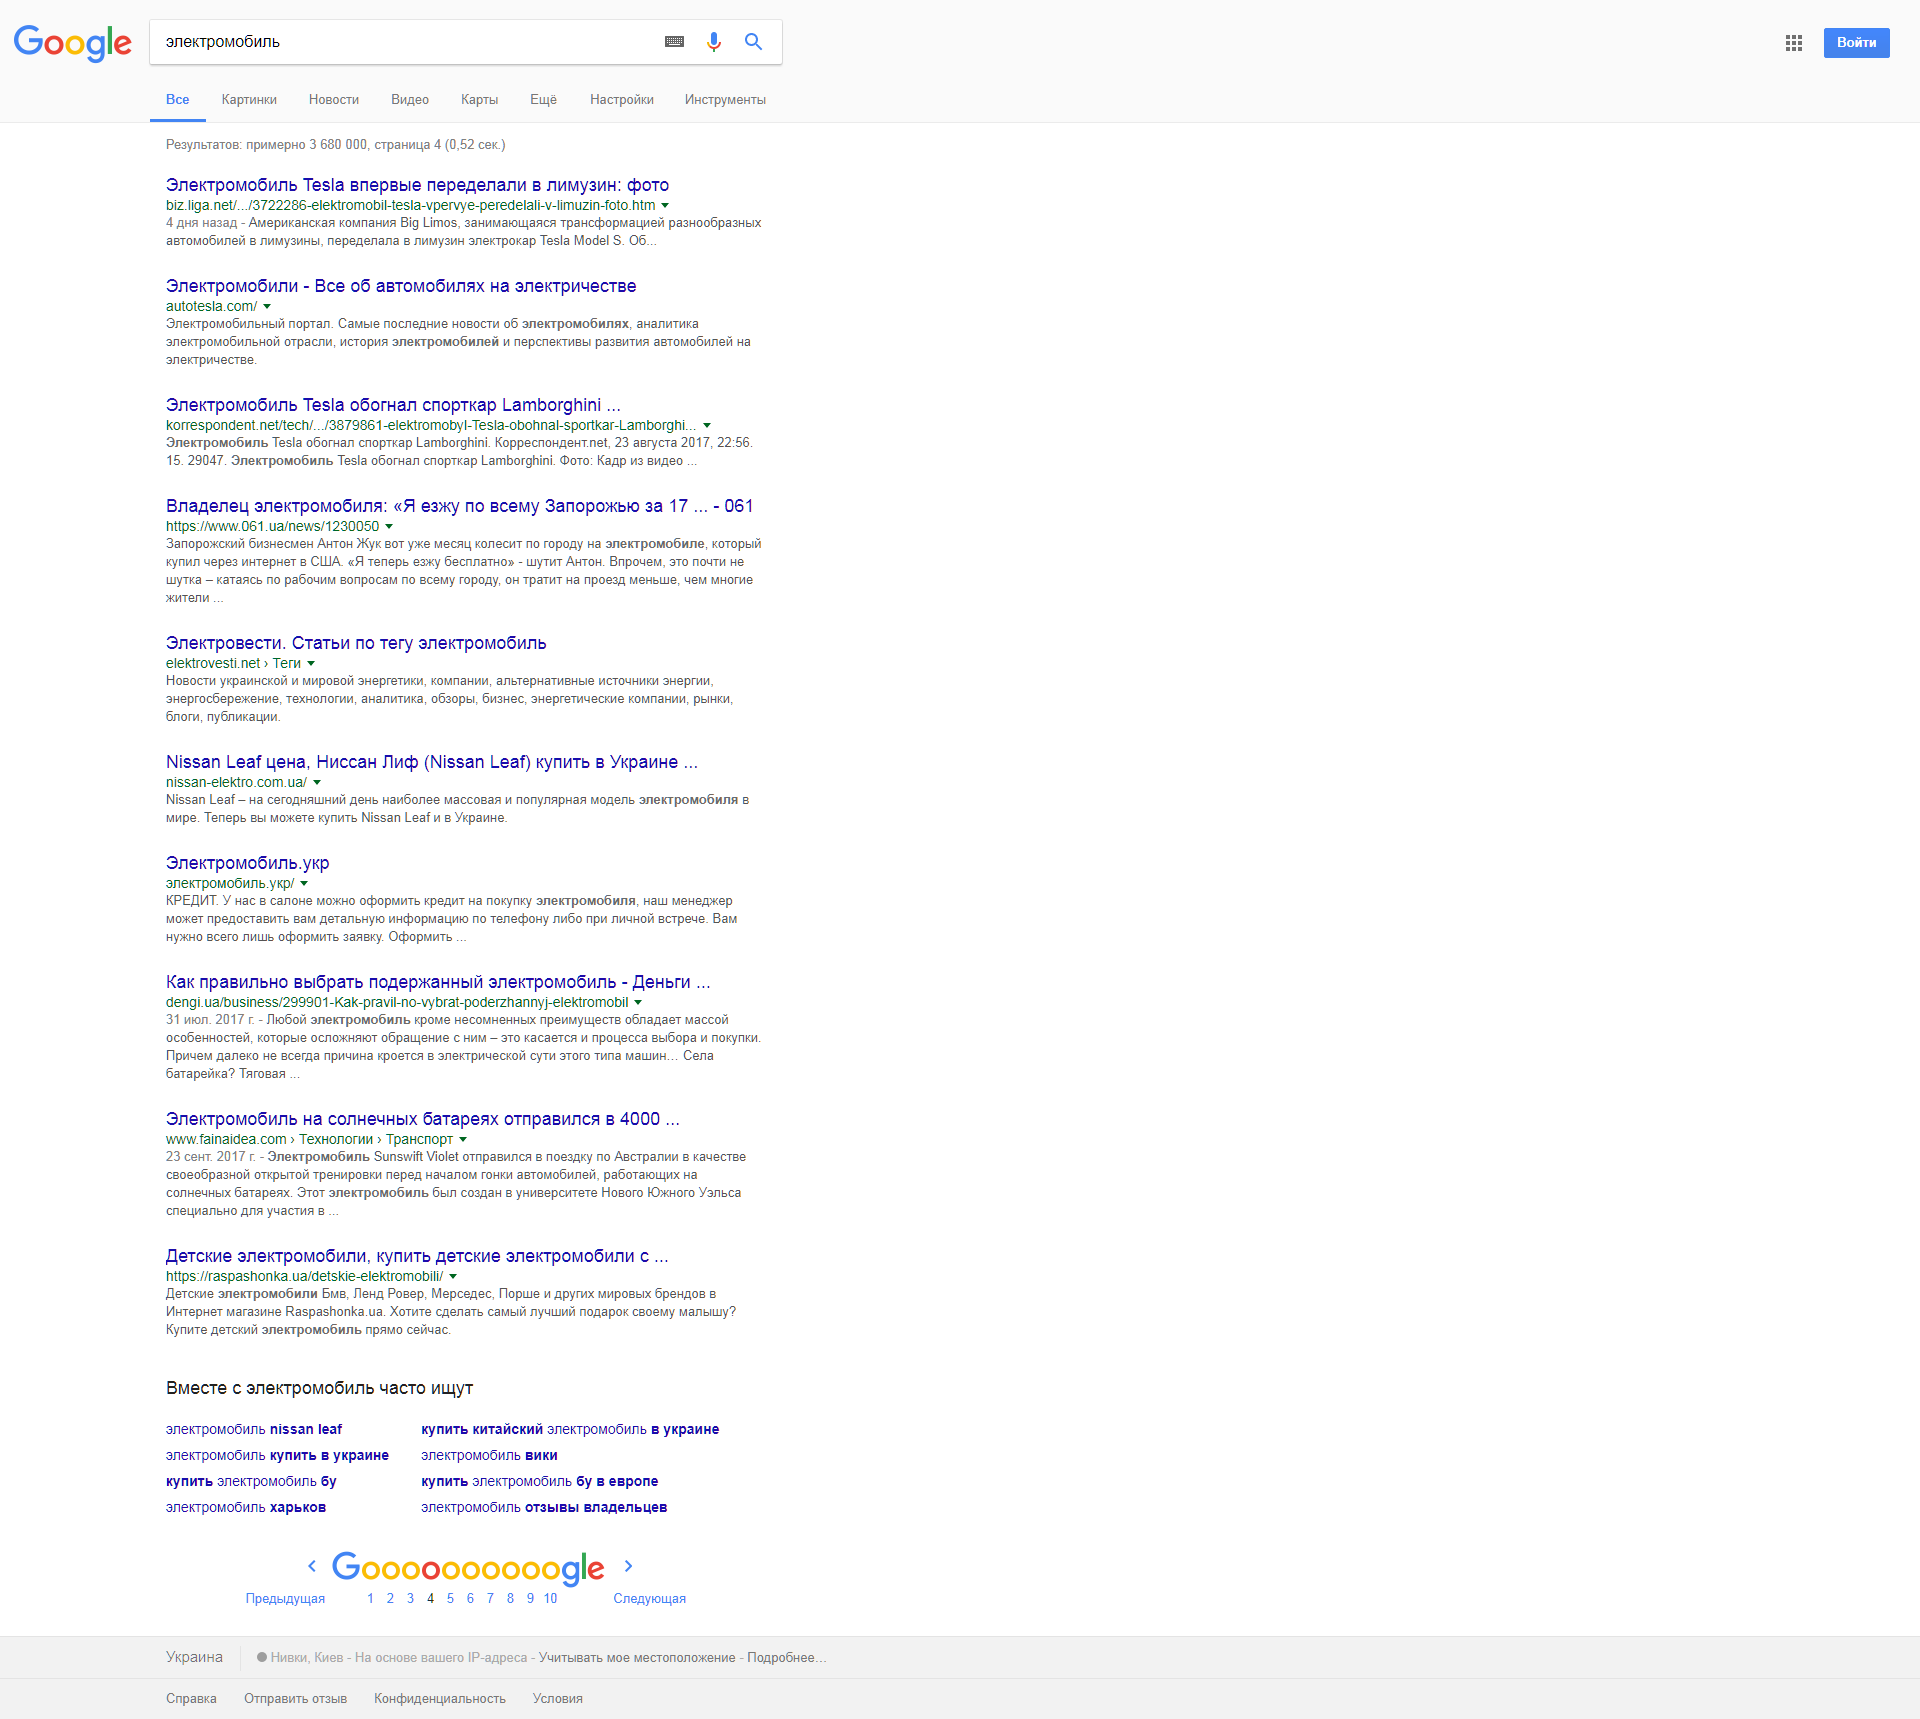 Google
электромобиль
Войти
Все Картинки Новости Видео Карты Ещё Настройки Инструменты
Результатов: примерно 3 680 000, страница 4 (0,52 сек.)
Электромобиль Tesla впервые переделали в лимузин: фото
biz.liga.net/.../3722286-elektromobil-tesla-vpervye-peredelali-v-limuzin-foto.htm
4 дня назад - Американская компания Big Limos, занимающаяся трансформацией разнообразных
автомобилей в лимузины, переделала в лимузин электрокар Tesla Model S. Об...
Электромобили - Все об автомобилях на электричестве
autotesla.com/
Электромобильный портал. Самые последние новости об электромобилях, аналитика
электромобильной отрасли, история электромобилей и перспективы развития автомобилей на
электричестве.
Электромобиль Tesla обогнал спорткар Lamborghini ...
korrespondent.net/tech/.../3879861-elektromobyl-Tesla-obohnal-sportkar-Lamborghi...
Электромобиль Tesla обогнал спорткар Lamborghini. Корреспондент.net, 23 августа 2017, 22:56.
15. 29047. Электромобиль Tesla обогнал спорткар Lamborghini. Фото: Кадр из видео ...
Владелец электромобиля: «Я езжу по всему Запорожью за 17 ... - 061
https://www.061.ua/news/1230050
Запорожский бизнесмен Антон Жук вот уже месяц колесит по городу на электромобиле, который
купил через интернет в США. «Я теперь езжу бесплатно» - шутит Антон. Впрочем, это почти не
шутка – катаясь по рабочим вопросам по всему городу, он тратит на проезд меньше, чем многие
жители ...
Электровести. Статьи по тегу электромобиль
elektrovesti.net › Теги
Новости украинской и мировой энергетики, компании, альтернативные источники энергии,
энергосбережение, технологии, аналитика, обзоры, бизнес, энергетические компании, рынки,
блоги, публикации.
Nissan Leaf цена, Ниссан Лиф (Nissan Leaf) купить в Украине ...
nissan-elektro.com.ua/
Nissan Leaf – на сегодняшний день наиболее массовая и популярная модель электромобиля в
мире. Теперь вы можете купить Nissan Leaf и в Украине.
Электромобиль.укр
электромобиль.укр/
КРЕДИТ. У нас в салоне можно оформить кредит на покупку электромобиля, наш менеджер
может предоставить вам детальную информацию по телефону либо при личной встрече. Вам
нужно всего лишь оформить заявку. Оформить ...
Как правильно выбрать подержанный электромобиль - Деньги ...
dengi.ua/business/299901-Kak-pravil-no-vybrat-poderzhannyj-elektromobil
31 июл. 2017 г. - Любой электромобиль кроме несомненных преимуществ обладает массой
особенностей, которые осложняют обращение с ним – это касается и процесса выбора и покупки.
Причем далеко не всегда причина кроется в электрической сути этого типа машин… Села
батарейка? Тяговая ...
Электромобиль на солнечных батареях отправился в 4000 ...
www.fainaidea.com › Технологии › Транспорт
23 сент. 2017 г. - Электромобиль Sunswift Violet отправился в поездку по Австралии в качестве
своеобразной открытой тренировки перед началом гонки автомобилей, работающих на
солнечных батареях. Этот электромобиль был создан в университете Нового Южного Уэльса
специально для участия в ...
Детские электромобили, купить детские электромобили с ...
https://raspashonka.ua/detskie-elektromobili/
Детские электромобили Бмв, Ленд Ровер, Мерседес, Порше и других мировых брендов в
Интернет магазине Raspashonka.ua. Хотите сделать самый лучший подарок своему малышу?
Купите детский электромобиль прямо сейчас.
Вместе с электромобиль часто ищут
электромобиль nissan leaf купить китайский электромобиль в украине
электромобиль купить в украине электромобиль вики
купить электромобиль бу купить электромобиль бу в европе
электромобиль харьков электромобиль отзывы владельцев
Goooooooooogle
Предыдущая 1 2 3 4 5 6 7 8 9 10 Следующая
Украина Нивки, Киев - На основе вашего IP-адреса - Учитывать мое местоположение - Подробнее…
Справка Отправить отзыв Конфиденциальность Условия